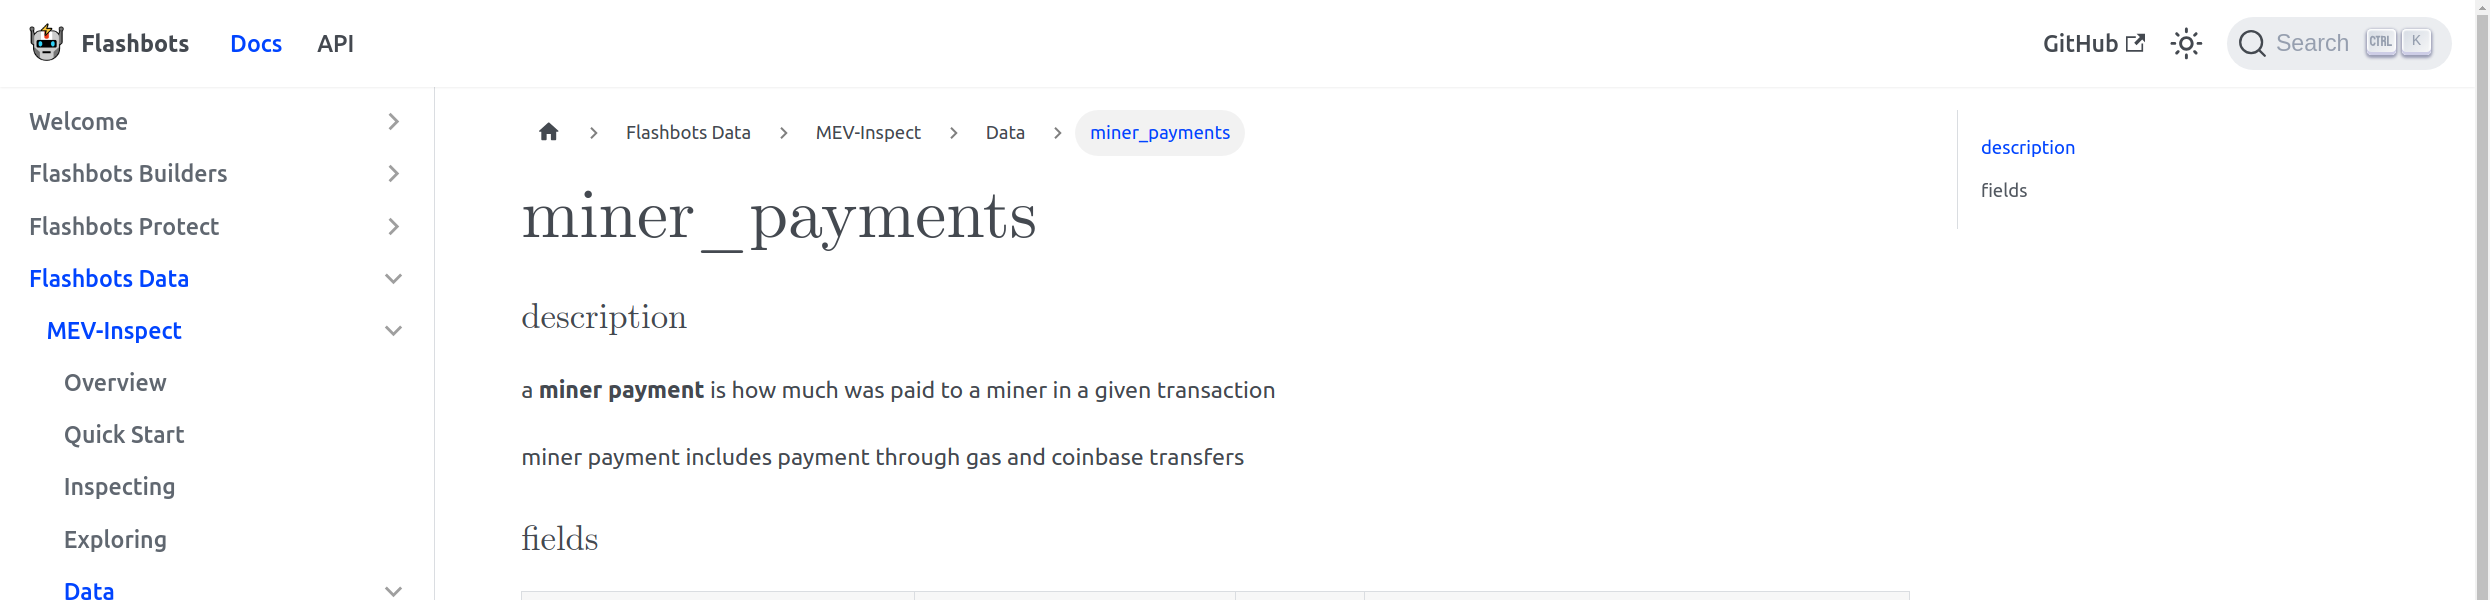 Flashbots Docs API GitHub Search CTRL K
Welcome
Flashbots Builders
Flashbots Protect
Flashbots Data
MEV-Inspect
Overview
Quick Start
Inspecting
Exploring
Data
Flashbots Data MEV-Inspect Data miner_payments
miner_payments
description
a miner payment is how much was paid to a miner in a given transaction
miner payment includes payment through gas and coinbase transfers
fields
description
fields